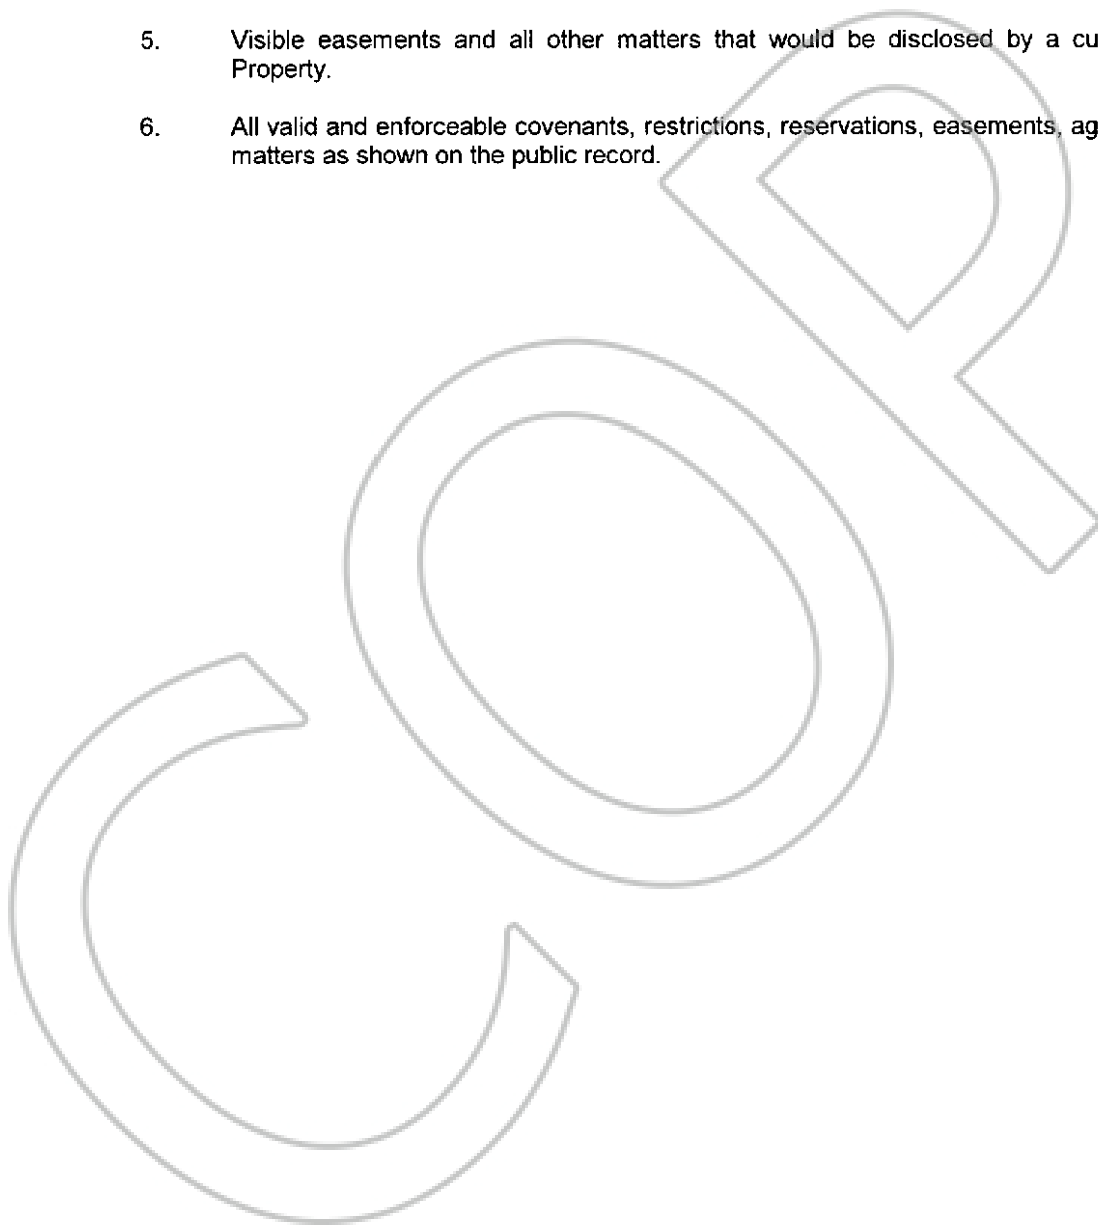 5. Visible easements and all other matters that would be disclosed by a cu
Property.
6. All valid and enforceable covenants, restrictions, reservations, easements, ag
matters as shown on the public record.
COP